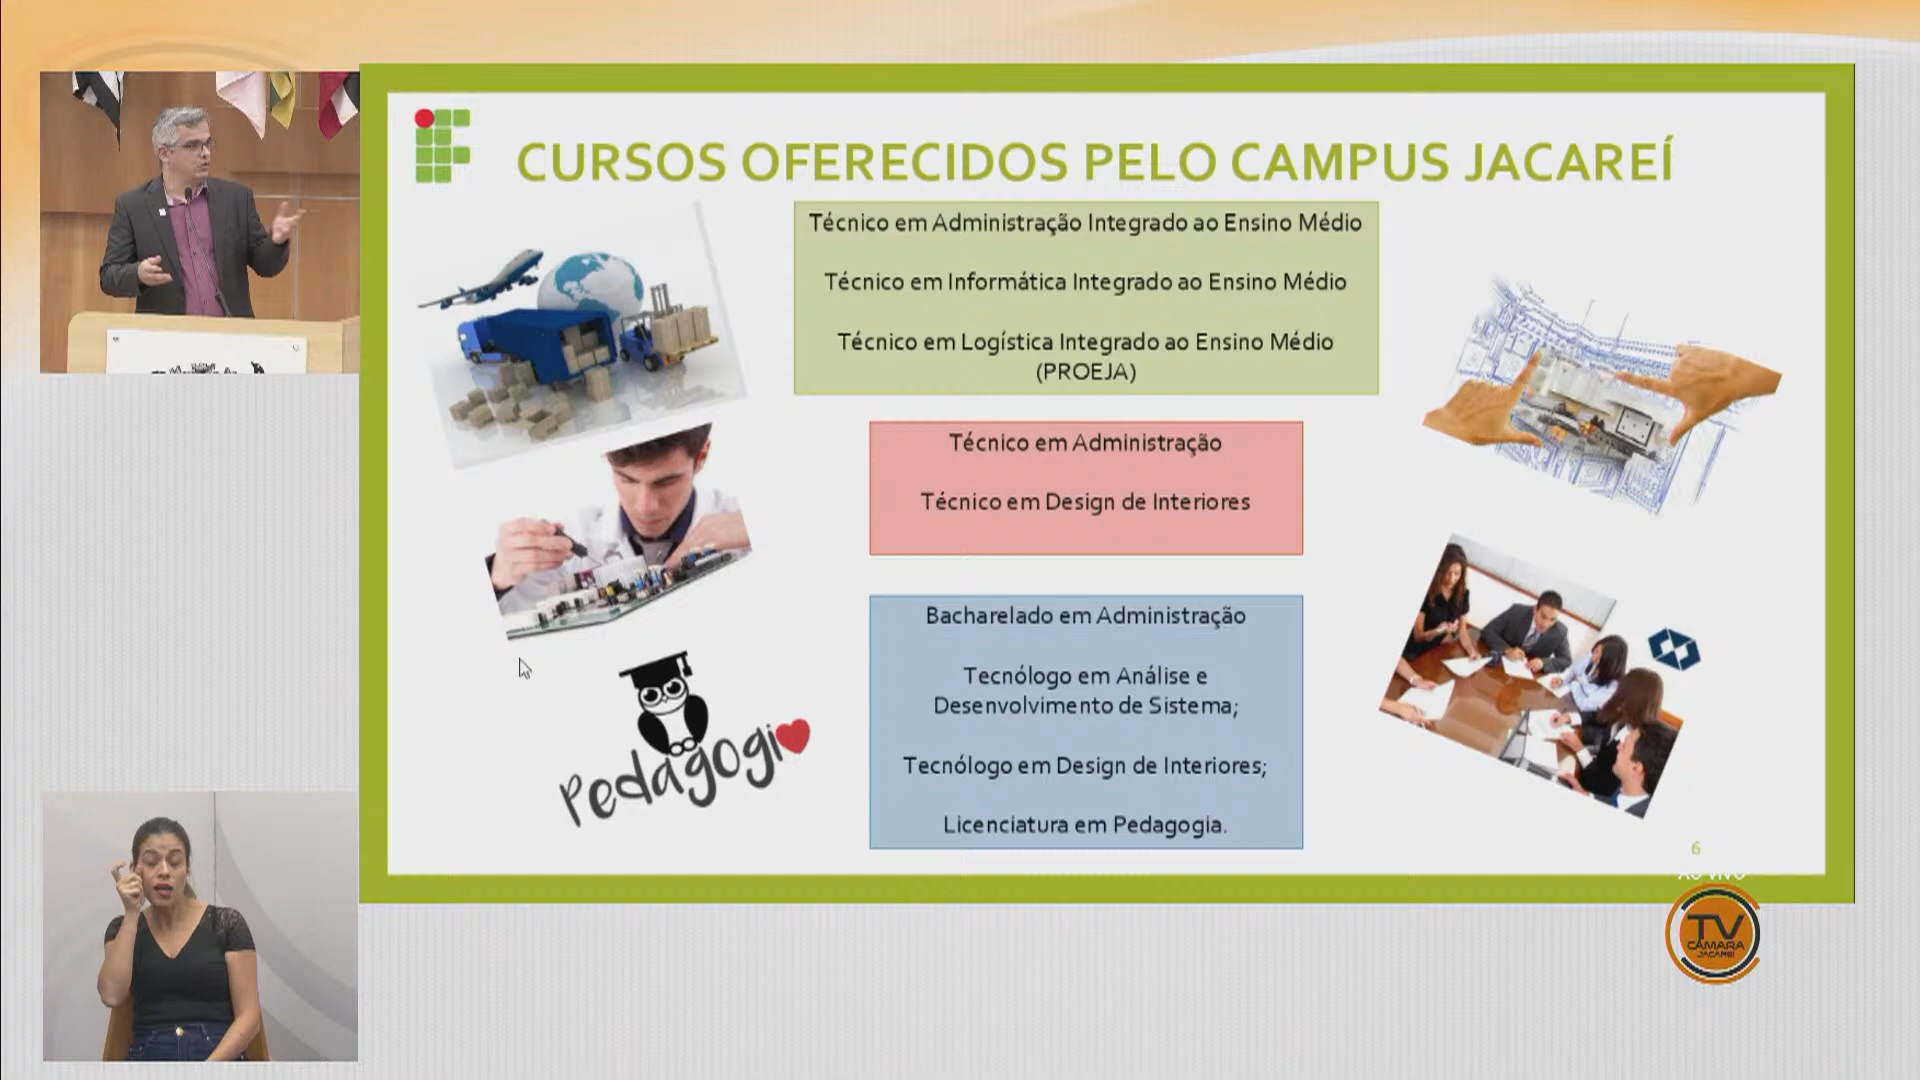 CURSOS OFERECIDOS PELO CAMPUS JACAREÍ
Técnico em Administração Integrado ao Ensino Médio
Técnico em Informática Integrado ao Ensino Médio
Técnico em Logística Integrado ao Ensino Médio
(PROEJA)
Técnico em Administração
Técnico em Design de Interiores
Bacharelado em Administração
Tecnólogo em Análise e
Desenvolvimento de Sistema;
Tecnólogo em Design de Interiores;
Licenciatura em Pedagogia.
Pedagogi
6
AO VIVO
TV
CÂMARA
JACAREÍ